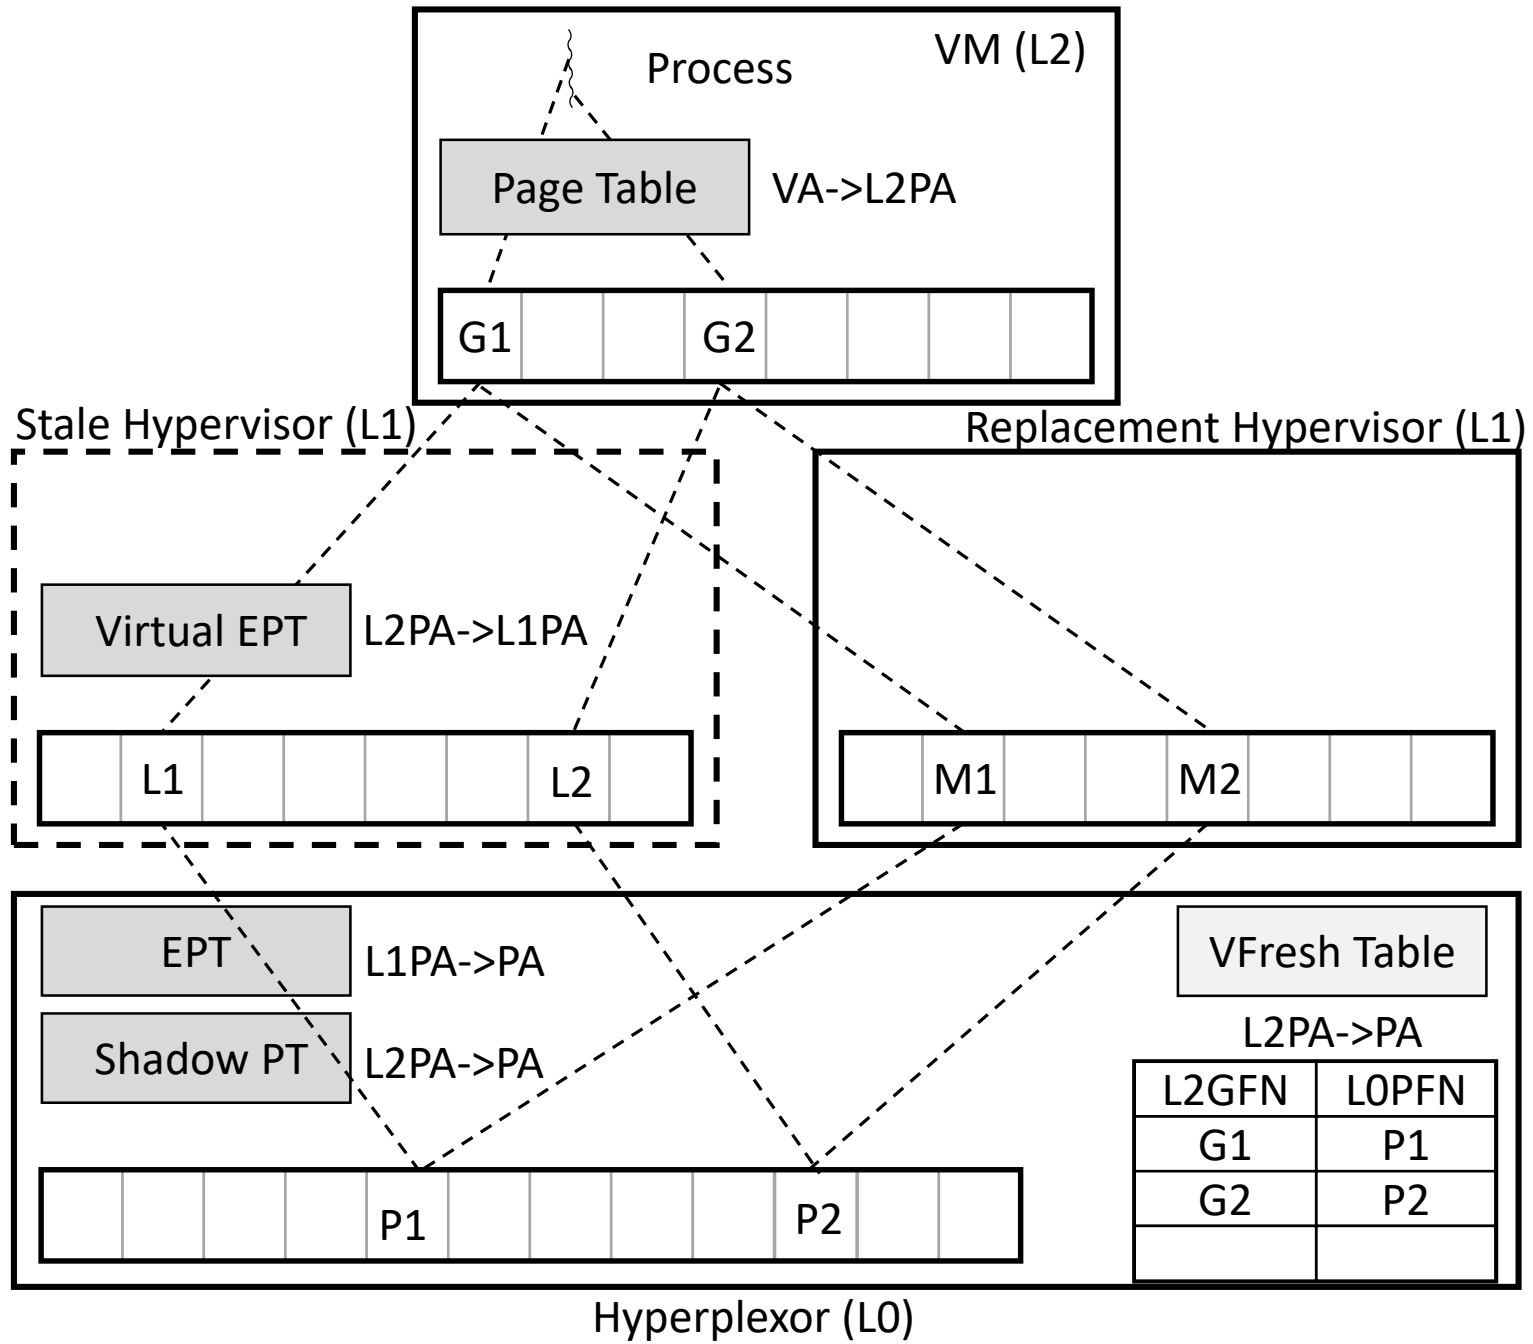 VM (L2)
Process
Page Table
VA->L2PA
G1
G2
Stale Hypervisor (L1)
Replacement Hypervisor (L1)
Virtual EPT
L2PA->L1PA
L1
L2
M1
M2
EPT
L1PA->PA
Shadow PT
L2PA->PA
VFresh Table
L2PA->PA
L2GFN L0PFN
G1 P1
G2 P2
P1
P2
Hyperplexor (L0)